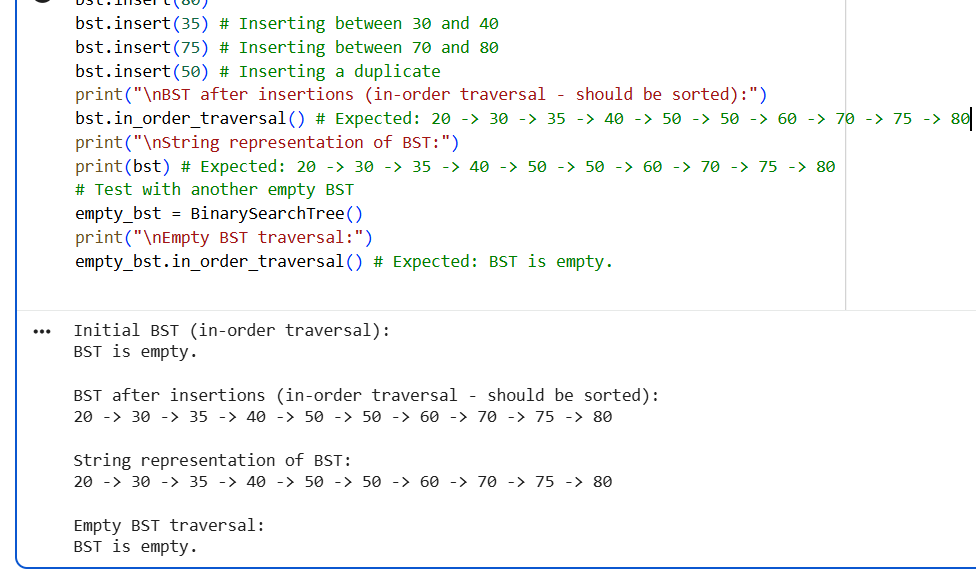 bst.insert(80)
bst.insert(35) # Inserting between 30 and 40
bst.insert(75) # Inserting between 70 and 80
bst.insert(50) # Inserting a duplicate
print("\nBST after insertions (in-order traversal - should be sorted):")
bst.in_order_traversal() # Expected: 20 -> 30 -> 35 -> 40 -> 50 -> 50 -> 60 -> 70 -> 75 -> 80
print("\nString representation of BST:")
print(bst) # Expected: 20 -> 30 -> 35 -> 40 -> 50 -> 50 -> 60 -> 70 -> 75 -> 80
# Test with another empty BST
empty_bst = BinarySearchTree()
print("\nEmpty BST traversal:")
empty_bst.in_order_traversal() # Expected: BST is empty.
Initial BST (in-order traversal):
BST is empty.
BST after insertions (in-order traversal - should be sorted):
20 -> 30 -> 35 -> 40 -> 50 -> 50 -> 60 -> 70 -> 75 -> 80
String representation of BST:
20 -> 30 -> 35 -> 40 -> 50 -> 50 -> 60 -> 70 -> 75 -> 80
Empty BST traversal:
BST is empty.